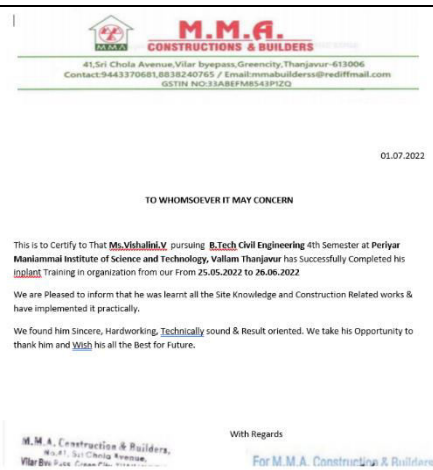 M.M.A.
MMA
CONSTRUCTIONS & BUILDERS
41,Sri Chola Avenue,Vilar byepass,Greencity,Thanjavur-613006
Contact:9443370681,8838240765 / Email:mmabuilderss@rediffmail.com
GSTIN NO:33ABEFM8543P1ZQ
01.07.2022
TO WHOMSOEVER IT MAY CONCERN
This is to Certify to That Ms.Vishalini.V pursuing B.Tech Civil Engineering 4th Semester at Periyar
Maniammai Institute of Science and Technology, Vallam Thanjavur has Successfully Completed his
inplant Training in organization from our From 25.05.2022 to 26.06.2022
We are Pleased to inform that he was learnt all the Site Knowledge and Construction Related works &
have implemented it practically.
We found him Sincere, Hardworking, Technically sound & Result oriented. We take his Opportunity to
thank him and Wish his all the Best for Future.
With Regards
M.M.A. Construction & Builders,
No.41, Sri Chola Avenue,
Vilar Bye Pass, Green City,
For M.M.A. Construction & Builders